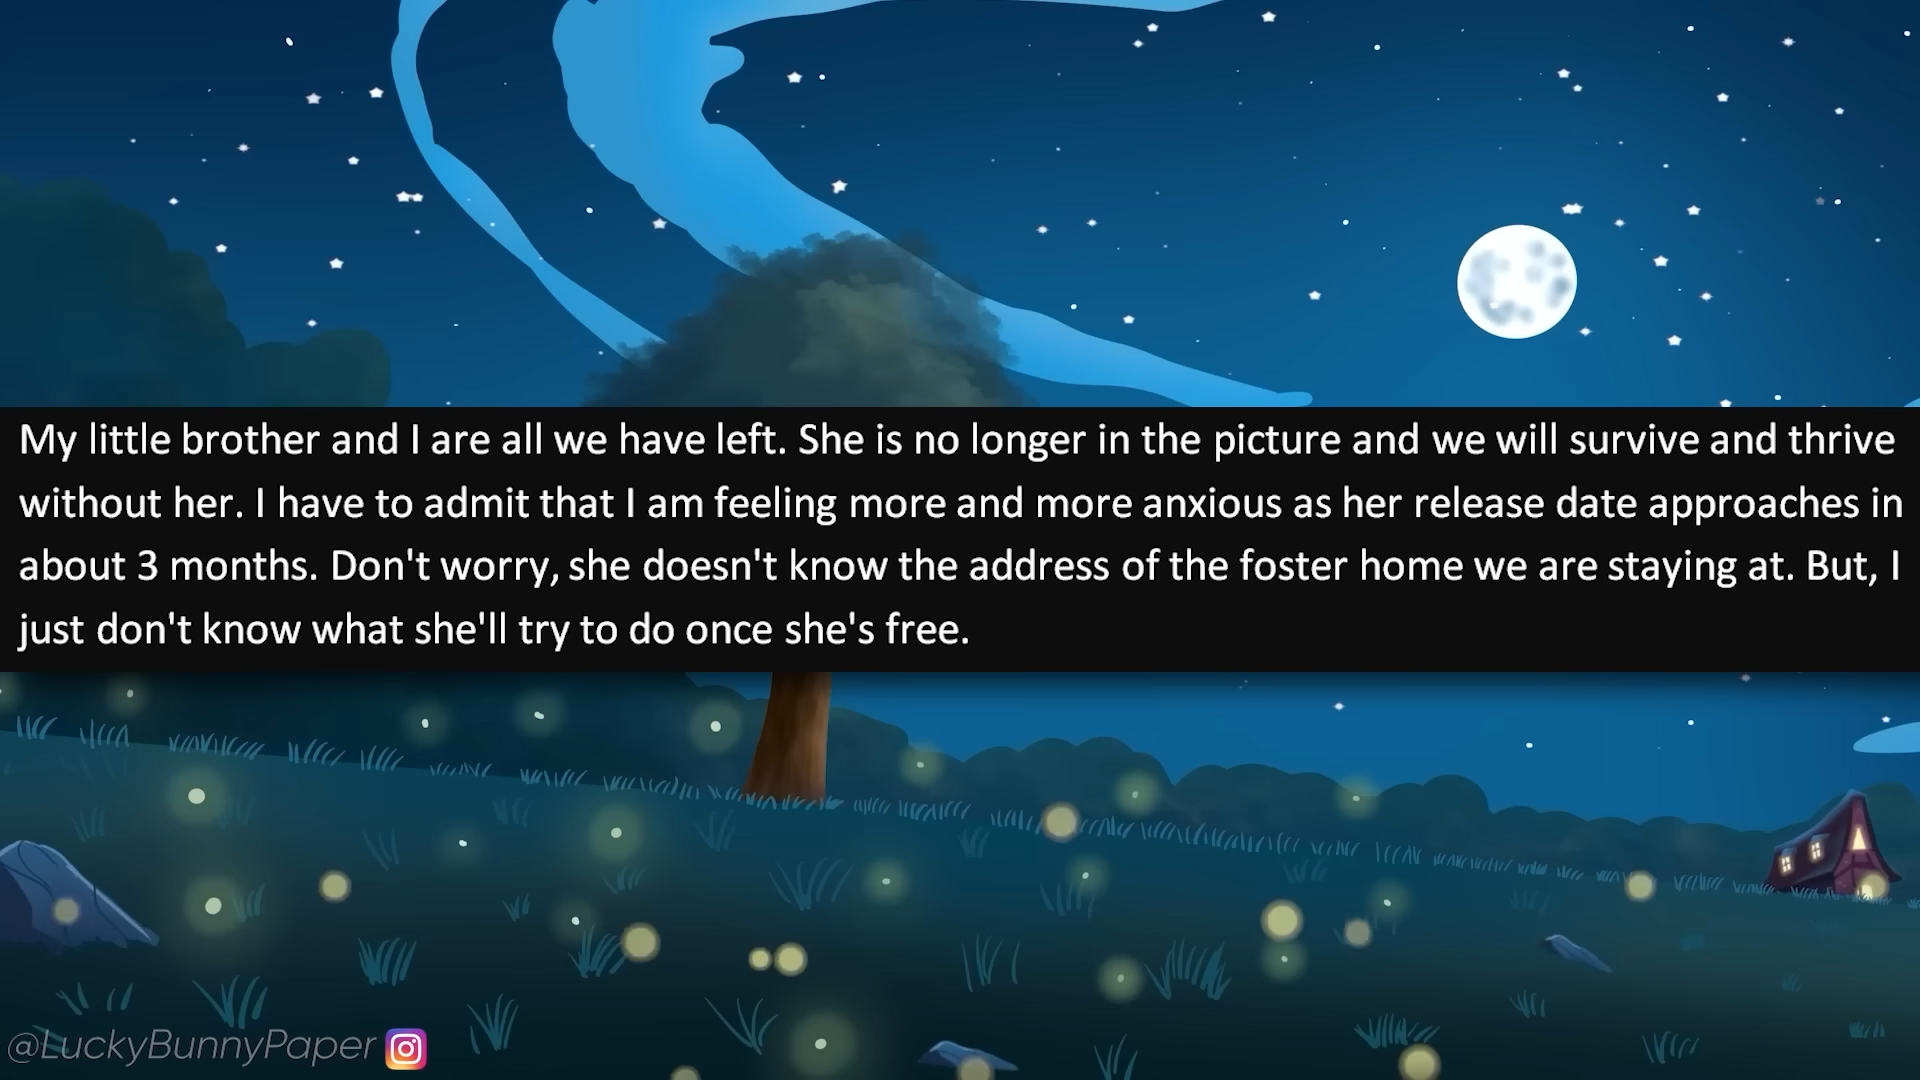 My little brother and I are all we have left. She is no longer in the picture and we will survive and thrive
without her. I have to admit that I am feeling more and more anxious as her release date approaches in
about 3 months. Don't worry, she doesn't know the address of the foster home we are staying at. But, I
just don't know what she'll try to do once she's free.
@LuckyBunnyPaper